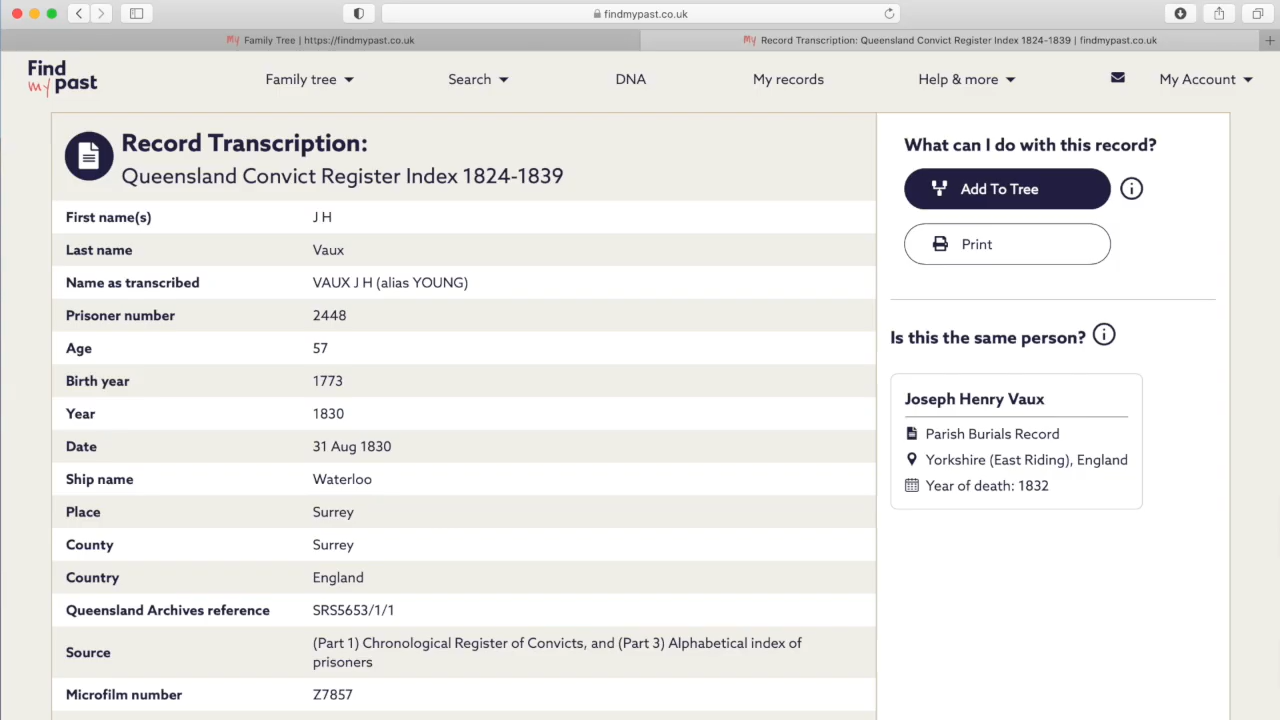 findmypast.co.uk
my Family Tree | https://findmypast.co.uk
my Record Transcription: Queensland Convict Register Index 1824-1839 | findmypast.co.uk
Find my past
Family tree
Search
DNA
My records
Help & more
My Account
Record Transcription:
Queensland Convict Register Index 1824-1839
First name(s) J H
Last name Vaux
Name as transcribed VAUX J H (alias YOUNG)
Prisoner number 2448
Age 57
Birth year 1773
Year 1830
Date 31 Aug 1830
Ship name Waterloo
Place Surrey
County Surrey
Country England
Queensland Archives reference SRS5653/1/1
Source (Part 1) Chronological Register of Convicts, and (Part 3) Alphabetical index of
prisoners
Microfilm number Z7857
What can I do with this record?
Add To Tree
Print
Is this the same person?
Joseph Henry Vaux
Parish Burials Record
Yorkshire (East Riding), England
Year of death: 1832